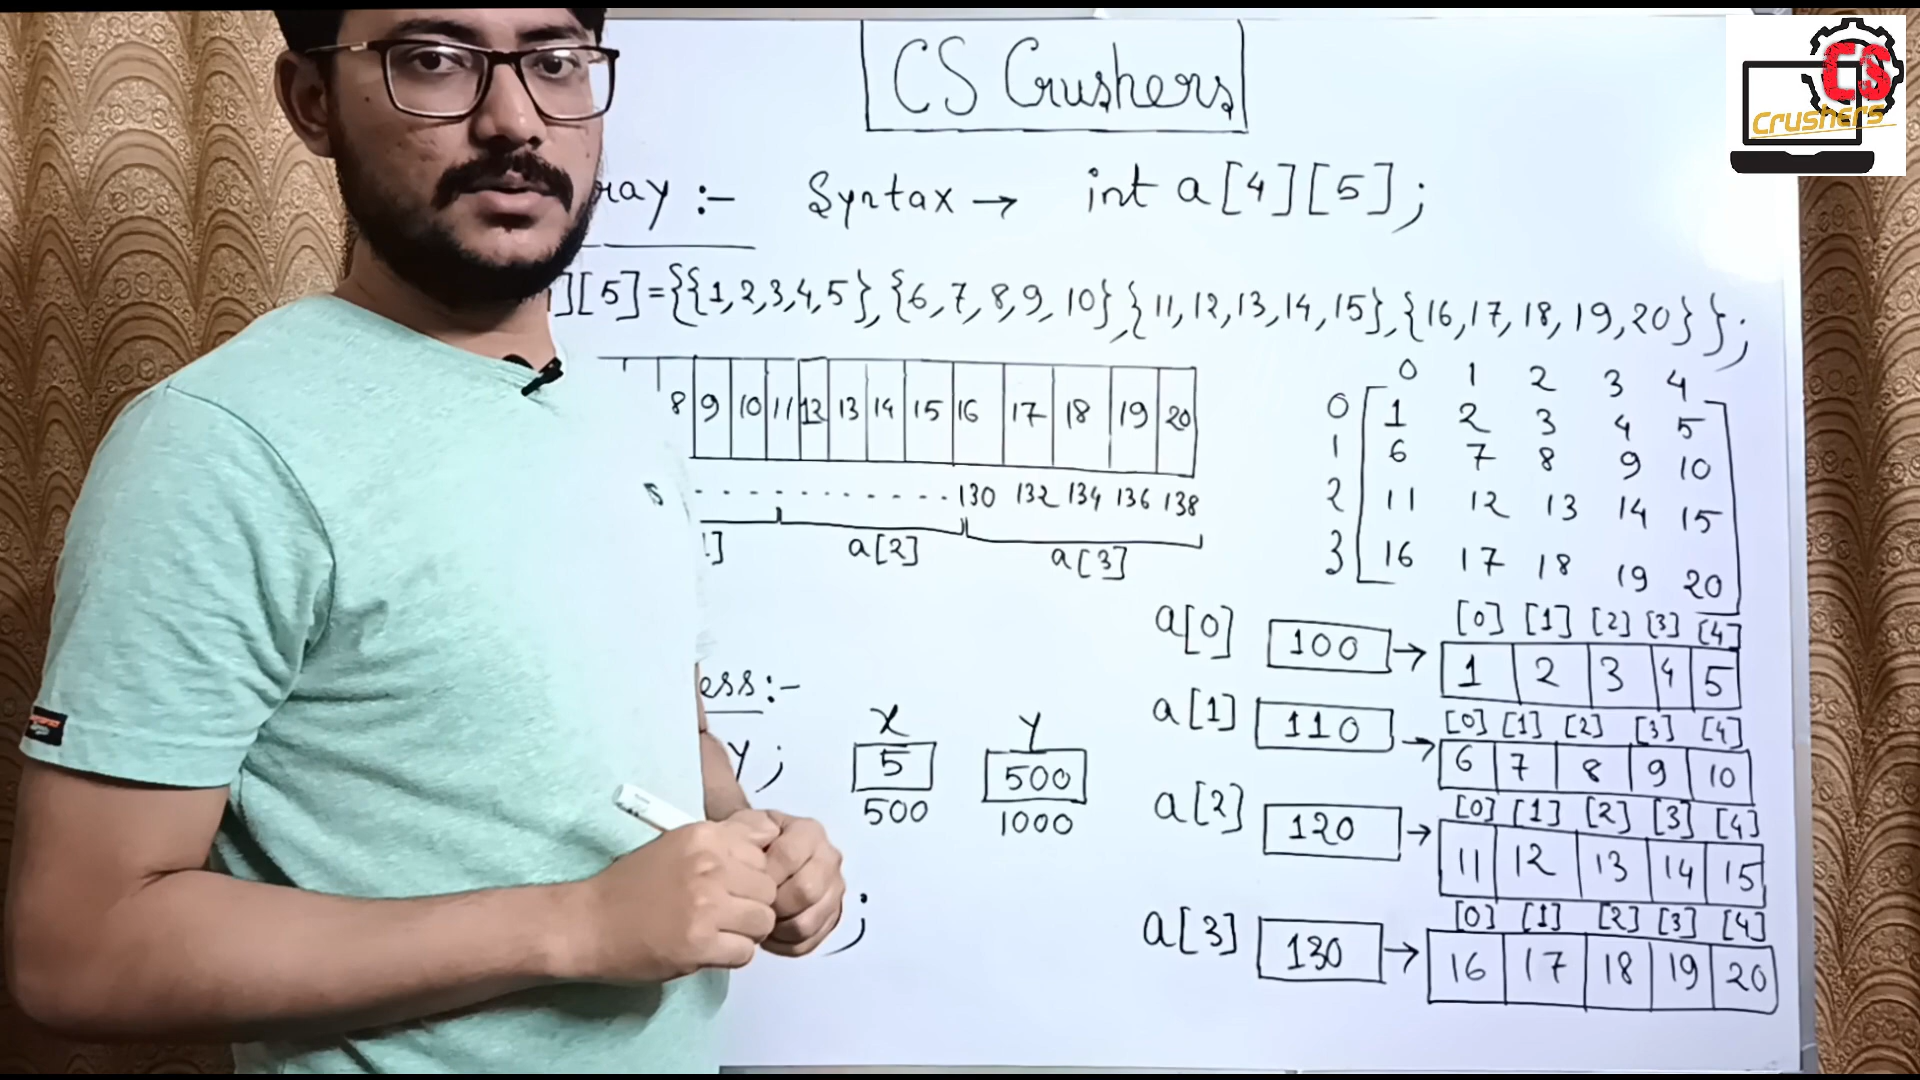 CS Crushers
CS
Crushers
ray :- Syntax → int a[4][5];
][5]={{1,2,3,4,5},{6,7,8,9,10},{11,12,13,14,15},{16,17,18,19,20}};
8 9 10 11 12 13 14 15 16 17 18 19 20
- - - - - - - - - - - 130 132 134 136 138
] a[2] a[3]
0 1 2 3 4
0 1 2 3 4 5
1 6 7 8 9 10
2 11 12 13 14 15
3 16 17 18 19 20
[0] [1] [2] [3] [4]
a[0] 100 → 1 2 3 4 5
[0] [1] [2] [3] [4]
a[1] 110 → 6 7 8 9 10
[0] [1] [2] [3] [4]
a[2] 120 → 11 12 13 14 15
[0] [1] [2] [3] [4]
a[3] 130 → 16 17 18 19 20
ess:-
y;
x y
5 500
500 1000
;